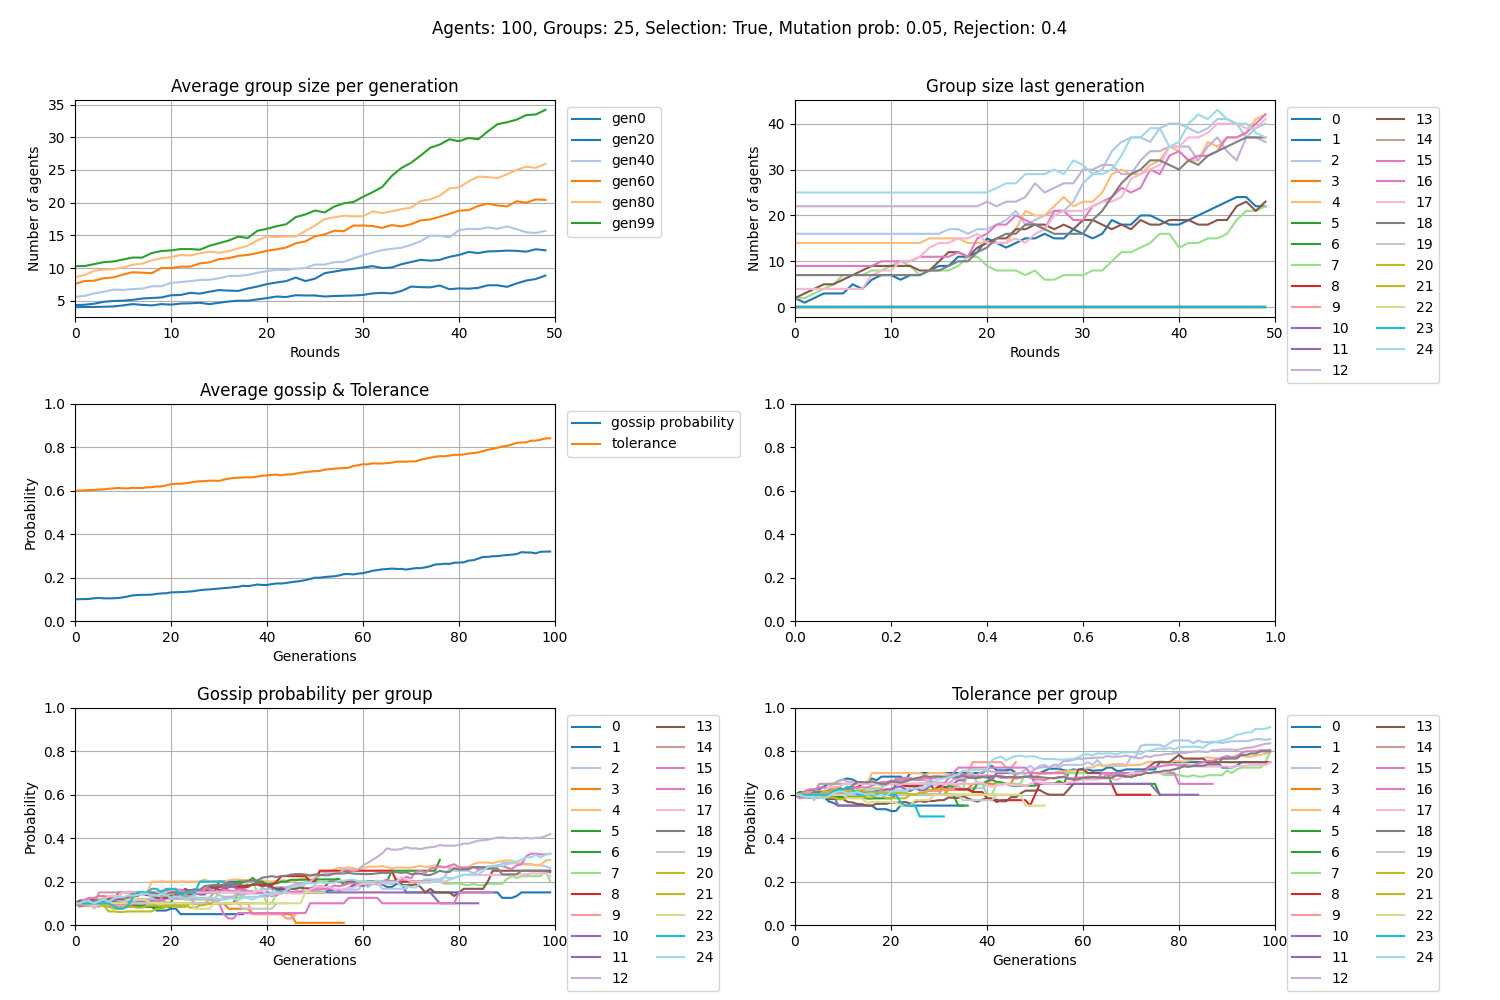 Agents: 100, Groups: 25, Selection: True, Mutation prob: 0.05, Rejection: 0.4
Average group size per generation
Number of agents
35
30
25
20
15
10
5
0 10 20 30 40 50
Rounds
gen0
gen20
gen40
gen60
gen80
gen99
Group size last generation
Number of agents
40
30
20
10
0
0 10 20 30 40 50
Rounds
0 13
1 14
2 15
3 16
4 17
5 18
6 19
7 20
8 21
9 22
10 23
11 24
12
Average gossip & Tolerance
Probability
1.0
0.8
0.6
0.4
0.2
0.0
0 20 40 60 80 100
Generations
gossip probability
tolerance
1.0
0.8
0.6
0.4
0.2
0.0
0.0 0.2 0.4 0.6 0.8 1.0
Gossip probability per group
Probability
1.0
0.8
0.6
0.4
0.2
0.0
0 20 40 60 80 100
Generations
0 13
1 14
2 15
3 16
4 17
5 18
6 19
7 20
8 21
9 22
10 23
11 24
12
Tolerance per group
Probability
1.0
0.8
0.6
0.4
0.2
0.0
0 20 40 60 80 100
Generations
0 13
1 14
2 15
3 16
4 17
5 18
6 19
7 20
8 21
9 22
10 23
11 24
12